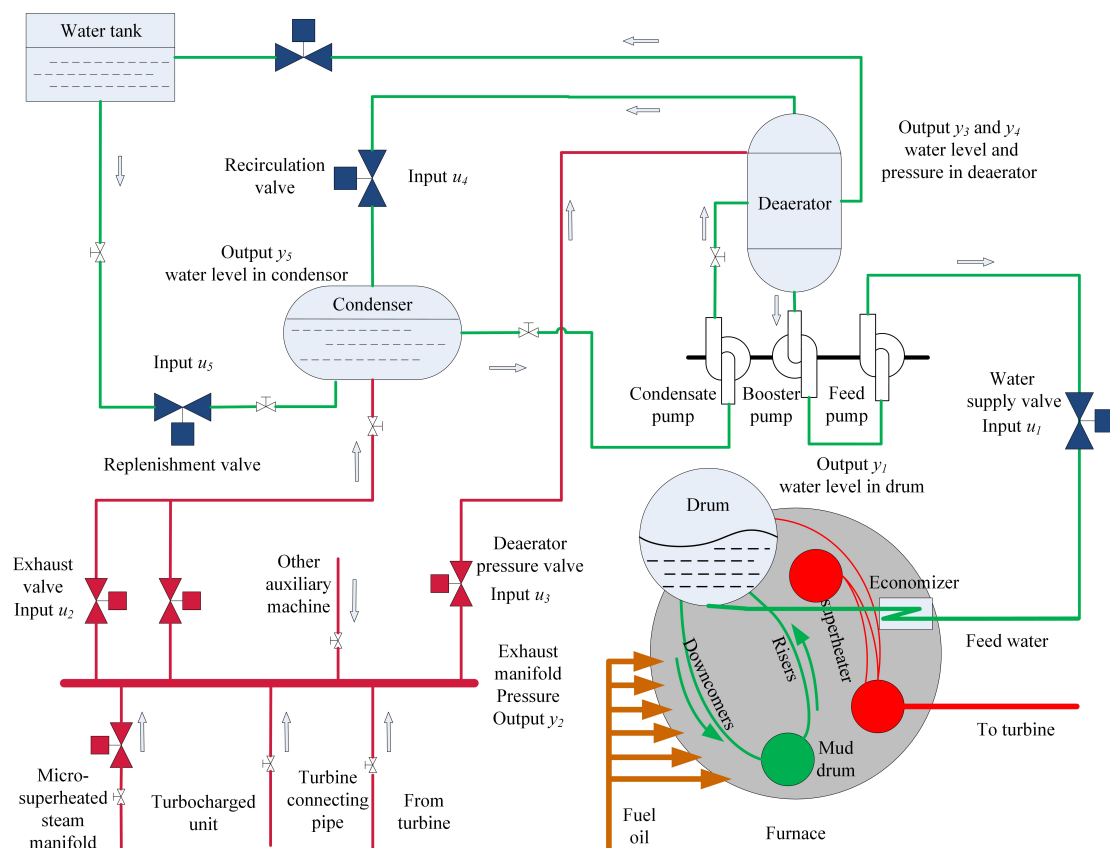 Water tank
Output y3 and y4
water level and
pressure in deaerator
Recirculation
valve
Input u4
Deaerator
Output y5
water level in condensor
Condenser
Input u5
Replenishment valve
Condensate
pump
Booster
pump
Feed
pump
Water
supply valve
Input u1
Output y1
water level in drum
Drum
Exhaust
valve
Input u2
Other
auxiliary
machine
Deaerator
pressure valve
Input u3
Economizer
superheater
Feed water
Downcomers
Risers
Exhaust
manifold
Pressure
Output y2
To turbine
Mud
drum
Micro-
superheated
steam
manifold
Turbocharged
unit
Turbine
connecting
pipe
From
turbine
Fuel
oil
Furnace